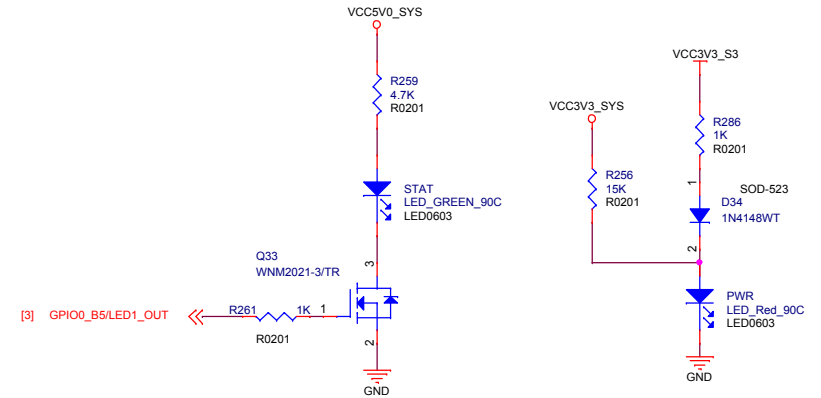 VCC5V0_SYS
R259
4.7K
R0201
STAT
LED_GREEN_90C
LED0603
Q33
WNM2021-3/TR
3
1
2
[3] GPIO0_B5/LED1_OUT
R261 1K
R0201
GND
VCC3V3_S3
VCC3V3_SYS
R286
1K
R0201
R256
15K
R0201
1
SOD-523
D34
1N4148WT
2
PWR
LED_Red_90C
LED0603
GND